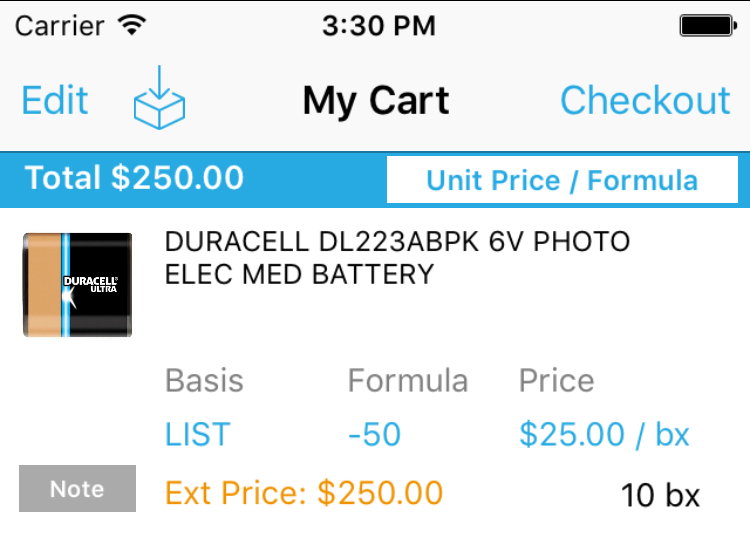 Carrier 3:30 PM
Edit My Cart Checkout
Total $250.00 Unit Price / Formula
DURACELL DL223ABPK 6V PHOTO
ELEC MED BATTERY
DURACELL®
ULTRA
Basis Formula Price
LIST -50 $25.00 / bx
Note Ext Price: $250.00 10 bx